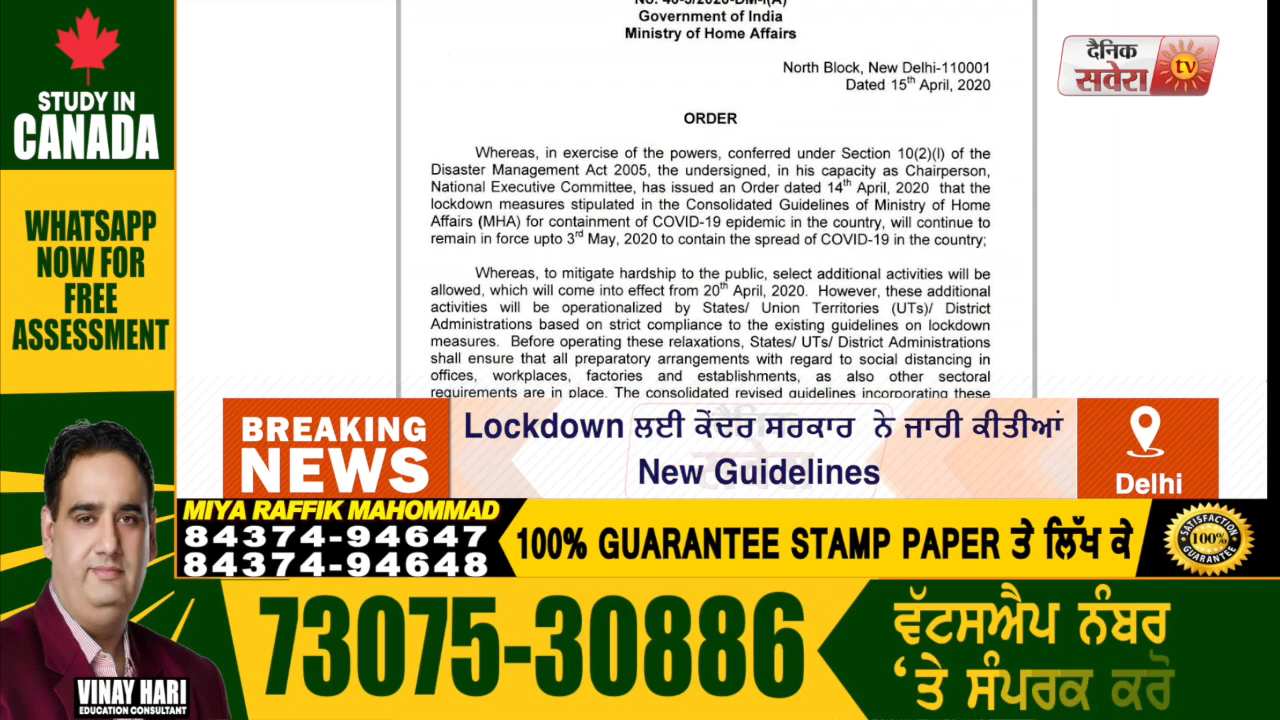 STUDY IN
CANADA
WHATSAPP
NOW FOR
FREE
ASSESSMENT
No. 40-3/2020-DM-I(A)
Government of India
Ministry of Home Affairs
North Block, New Delhi-110001
Dated 15th April, 2020
ORDER
Whereas, in exercise of the powers, conferred under Section 10(2)(I) of the
Disaster Management Act 2005, the undersigned, in his capacity as Chairperson,
National Executive Committee, has issued an Order dated 14th April, 2020 that the
lockdown measures stipulated in the Consolidated Guidelines of Ministry of Home
Affairs (MHA) for containment of COVID-19 epidemic in the country, will continue to
remain in force upto 3rd May, 2020 to contain the spread of COVID-19 in the country;
Whereas, to mitigate hardship to the public, select additional activities will be
allowed, which will come into effect from 20th April, 2020. However, these additional
activities will be operationalized by States/ Union Territories (UTs)/ District
Administrations based on strict compliance to the existing guidelines on lockdown
measures. Before operating these relaxations, States/ UTs/ District Administrations
shall ensure that all preparatory arrangements with regard to social distancing in
offices, workplaces, factories and establishments, as also other sectoral
requirements are in place. The consolidated revised guidelines incorporating these
दैनिक
सवेरा tv
BREAKING
NEWS
Lockdown ਲਈ ਕੇਂਦਰ ਸਰਕਾਰ ਨੇ ਜਾਰੀ ਕੀਤੀਆਂ
New Guidelines
Delhi
MIYA RAFFIK MAHOMMAD
84374-94647
84374-94648
100% GUARANTEE STAMP PAPER ਤੇ ਲਿੱਖ ਕੇ
SATISFACTION
100%
GUARANTEE
73075-30886
ਵੱਟਸਐਪ ਨੰਬਰ
‘ਤੇ ਸੰਪਰਕ ਕਰੋ
VINAY HARI
EDUCATION CONSULTANT